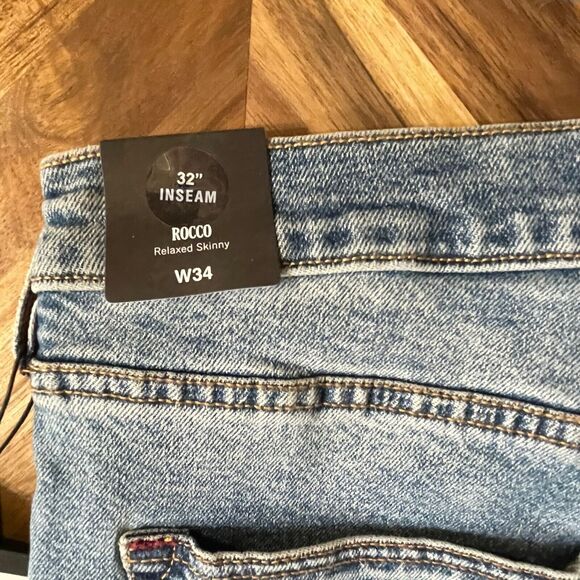 32"
INSEAM
ROCCO
Relaxed Skinny
W34